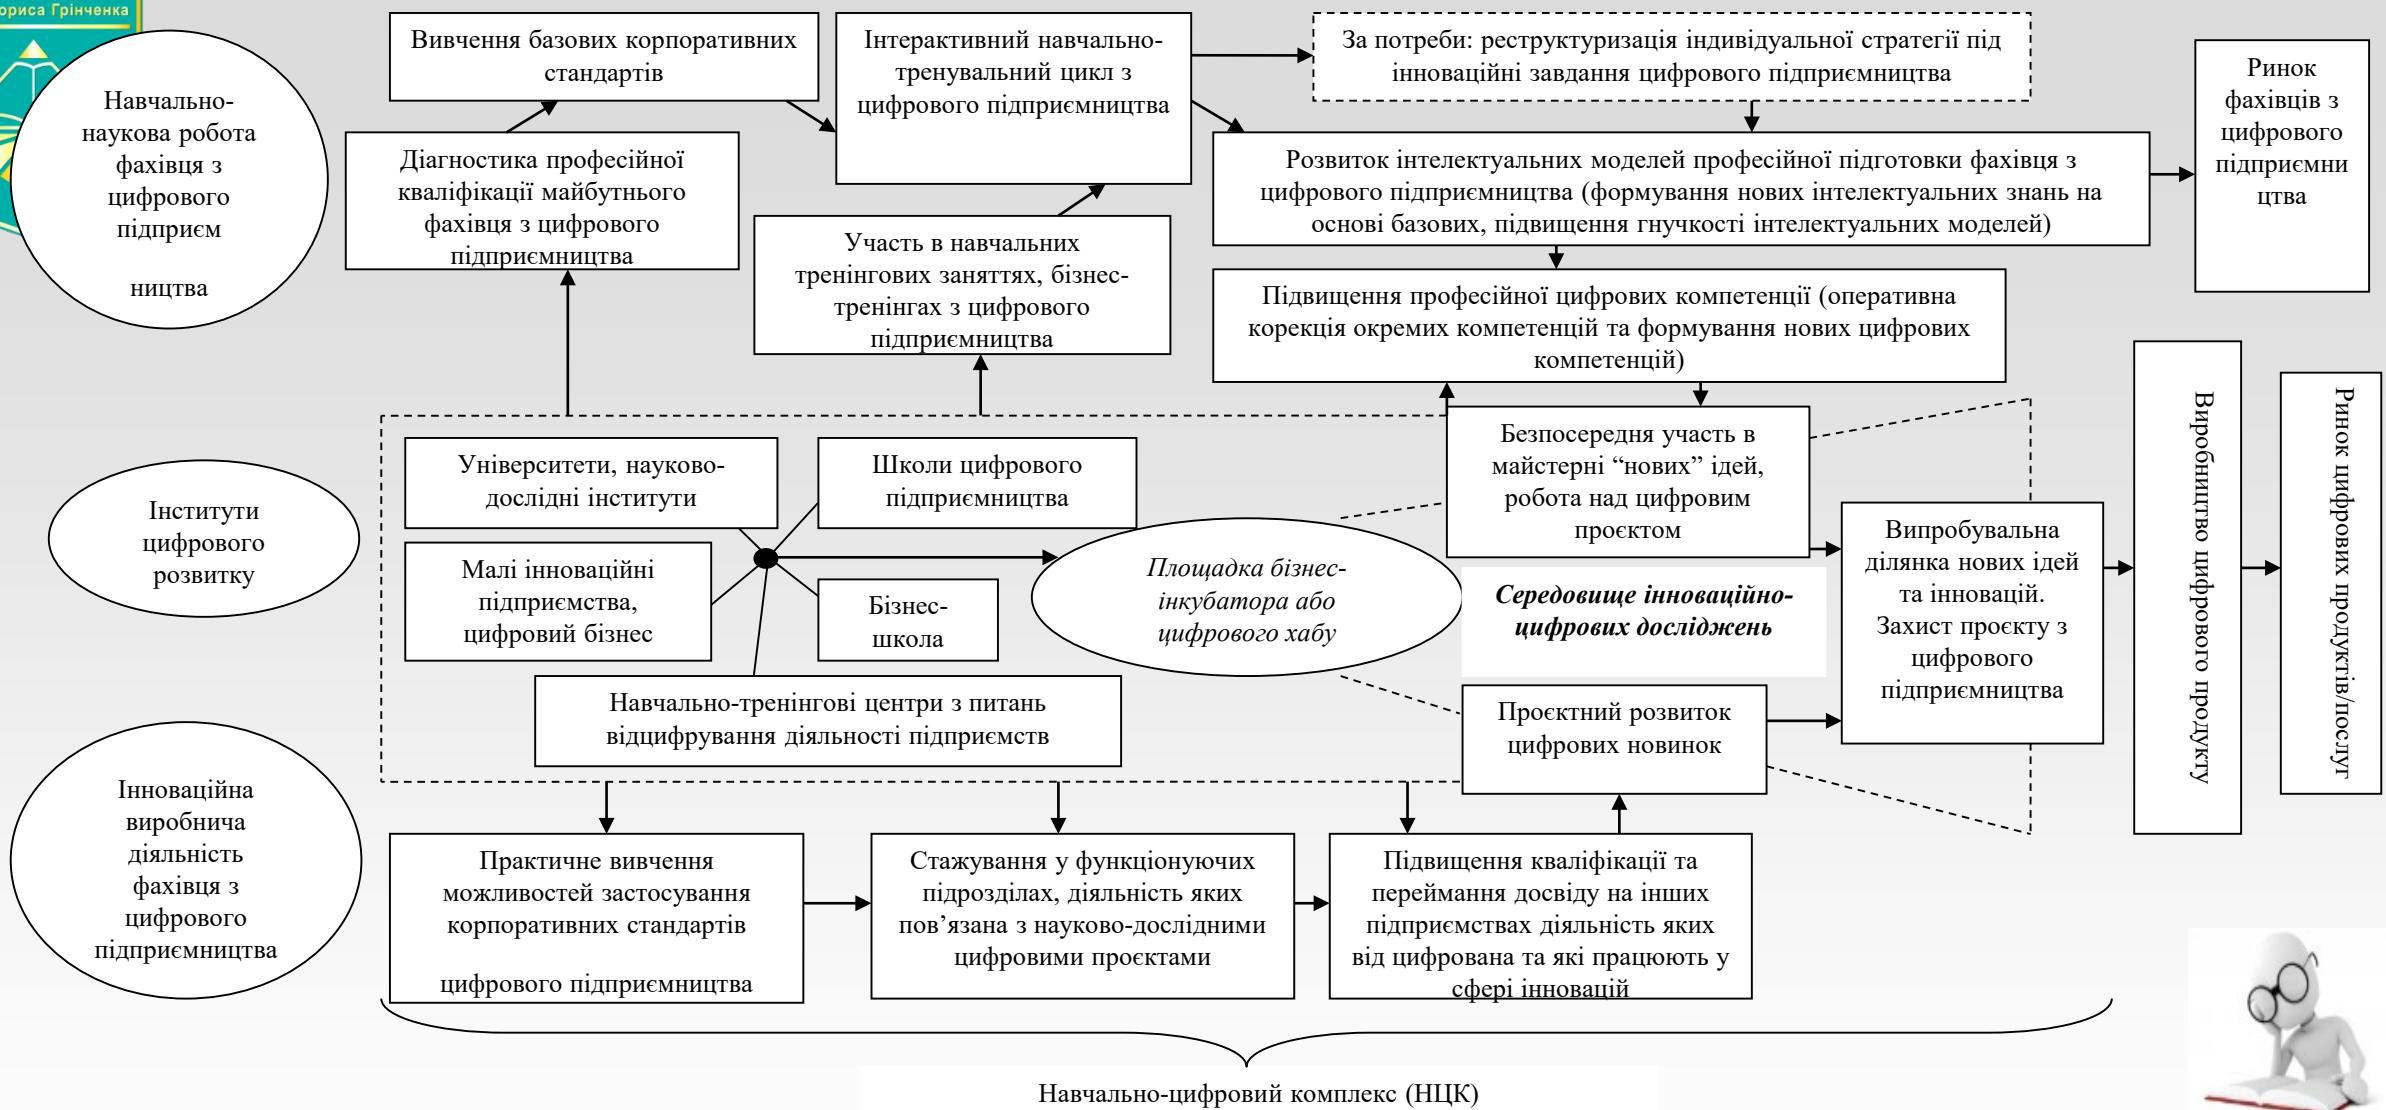 ориса Грінченка
Навчально-
наукова робота
фахівця з
цифрового
підприєм
ництва
Вивчення базових корпоративних
стандартів
Інтерактивний навчально-
тренувальний цикл з
цифрового підприємництва
За потреби: реструктуризація індивідуальної стратегії під
інноваційні завдання цифрового підприємництва
Ринок
фахівців з
цифрового
підприємни
цтва
Діагностика професійної
кваліфікації майбутнього
фахівця з цифрового
підприємництва
Розвиток інтелектуальних моделей професійної підготовки фахівця з
цифрового підприємництва (формування нових інтелектуальних знань на
основі базових, підвищення гнучкості інтелектуальних моделей)
Участь в навчальних
тренінгових заняттях, бізнес-
тренінгах з цифрового
підприємництва
Підвищення професійної цифрових компетенції (оперативна
корекція окремих компетенцій та формування нових цифрових
компетенцій)
Інститути
цифрового
розвитку
Університети, науково-
дослідні інститути
Школи цифрового
підприємництва
Малі інноваційні
підприємства,
цифровий бізнес
Бізнес-
школа
Навчально-тренінгові центри з питань
відцифрування діяльності підприємств
Площадка бізнес-
інкубатора або
цифрового хабу
Безпосередня участь в
майстерні “нових” ідей,
робота над цифровим
проєктом
Середовище інноваційно-
цифрових досліджень
Проєктний розвиток
цифрових новинок
Випробувальна
ділянка нових ідей
та інновацій.
Захист проєкту з
цифрового
підприємництва
Виробництво цифрового продукту
Ринок цифрових продуктів/послуг
Інноваційна
виробнича
діяльність
фахівця з
цифрового
підприємництва
Практичне вивчення
можливостей застосування
корпоративних стандартів
цифрового підприємництва
Стажування у функціонуючих
підрозділах, діяльність яких
пов’язана з науково-дослідними
цифровими проєктами
Підвищення кваліфікації та
переймання досвіду на інших
підприємствах діяльність яких
від цифрована та які працюють у
сфері інновацій
Навчально-цифровий комплекс (НЦК)